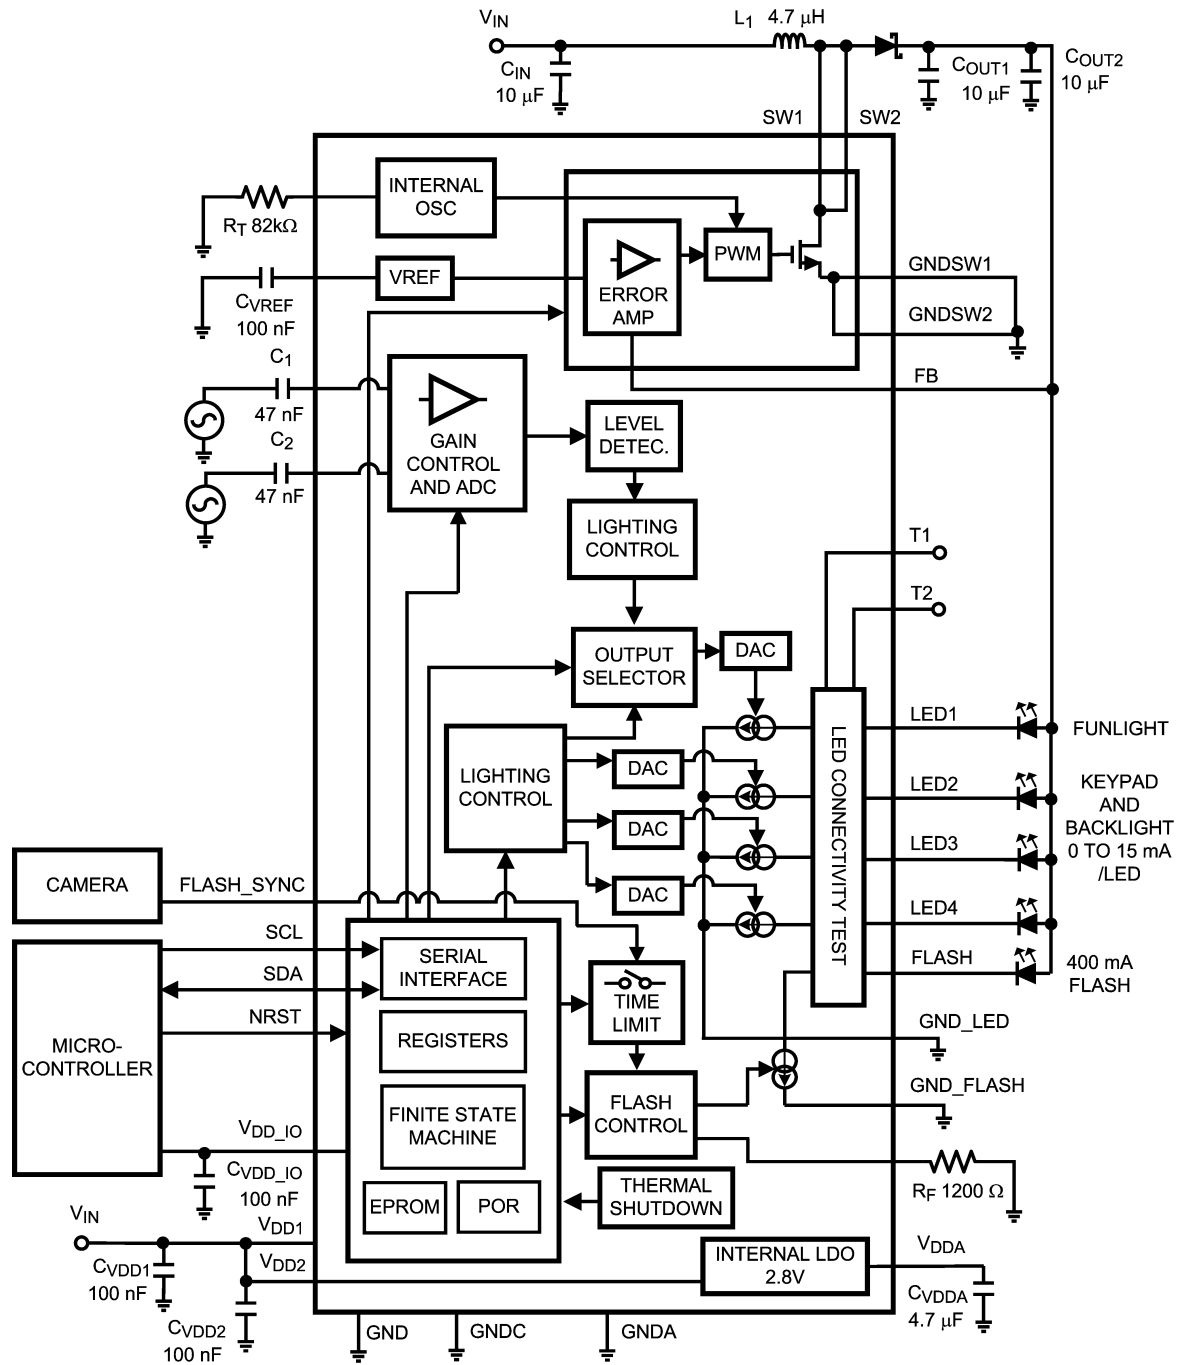 VIN
L1 4.7 µH
CIN
10 µF
COUT1
10 µF
COUT2
10 µF
SW1
SW2
INTERNAL
OSC
RT 82kΩ
VREF
CVREF
100 nF
ERROR
AMP
PWM
GNDSW1
GNDSW2
FB
C1
47 nF
C2
47 nF
GAIN
CONTROL
AND ADC
LEVEL
DETEC.
LIGHTING
CONTROL
T1
T2
OUTPUT
SELECTOR
DAC
LED1
FUNLIGHT
LIGHTING
CONTROL
DAC
DAC
DAC
LED CONNECTIVITY TEST
LED2
LED3
LED4
KEYPAD
AND
BACKLIGHT
0 TO 15 mA
/LED
FLASH
400 mA
FLASH
CAMERA
FLASH_SYNC
SCL
SDA
NRST
MICRO-
CONTROLLER
SERIAL
INTERFACE
REGISTERS
FINITE STATE
MACHINE
EPROM
POR
TIME
LIMIT
FLASH
CONTROL
THERMAL
SHUTDOWN
GND_LED
GND_FLASH
RF 1200 Ω
VDD_IO
CVDD_IO
100 nF
VIN
VDD1
VDD2
CVDD1
100 nF
CVDD2
100 nF
INTERNAL LDO
2.8V
VDDA
CVDDA
4.7 µF
GND
GNDC
GNDA